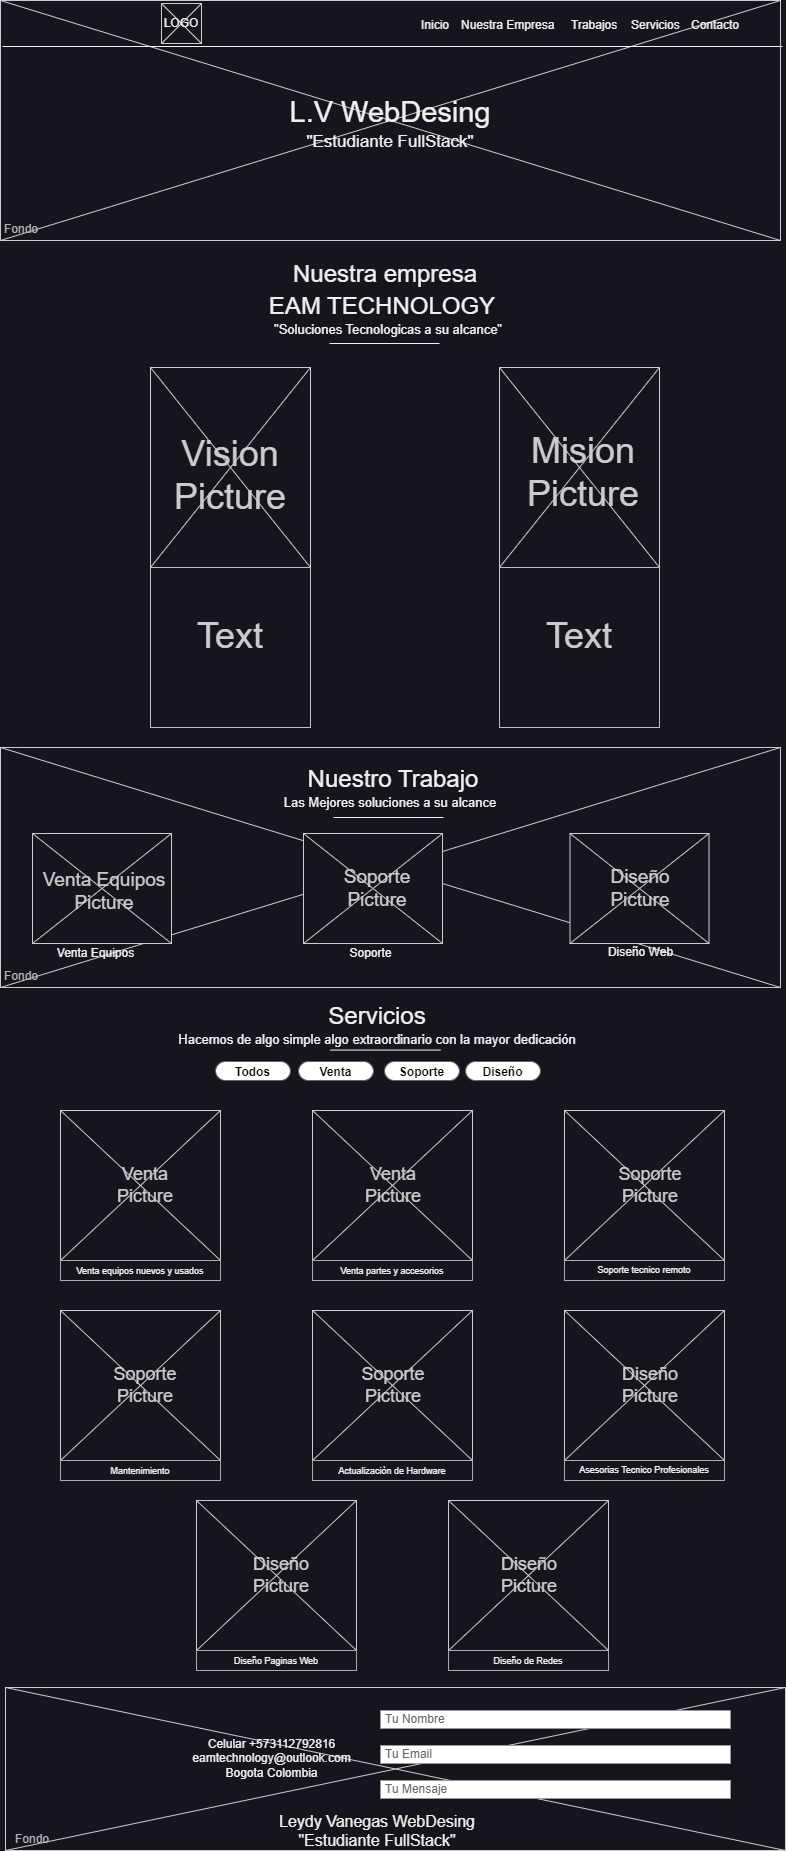 LOGO
Inicio Nuestra Empresa Trabajos Servicios Contacto
L.V WebDesing
"Estudiante FullStack"
Fondo
Nuestra empresa
EAM TECHNOLOGY
"Soluciones Tecnologicas a su alcance"
Vision
Picture
Mision
Picture
Text
Text
Nuestro Trabajo
Las Mejores soluciones a su alcance
Venta Equipos
Picture
Soporte
Picture
Diseño
Picture
Venta Equipos
Soporte
Diseño Web
Fondo
Servicios
Hacemos de algo simple algo extraordinario con la mayor dedicación
Todos Venta Soporte Diseño
Venta
Picture
Venta
Picture
Soporte
Picture
Venta equipos nuevos y usados
Venta partes y accesorios
Soporte tecnico remoto
Soporte
Picture
Soporte
Picture
Diseño
Picture
Mantenimiento
Actualizaciòn de Hardware
Asesorias Tecnico Profesionales
Diseño
Picture
Diseño
Picture
Diseño Paginas Web
Diseño de Redes
Tu Nombre
Celular +573112792816
eamtechnology@outlook.com
Bogota Colombia
Tu Email
Tu Mensaje
Leydy Vanegas WebDesing
"Estudiante FullStack"
Fondo